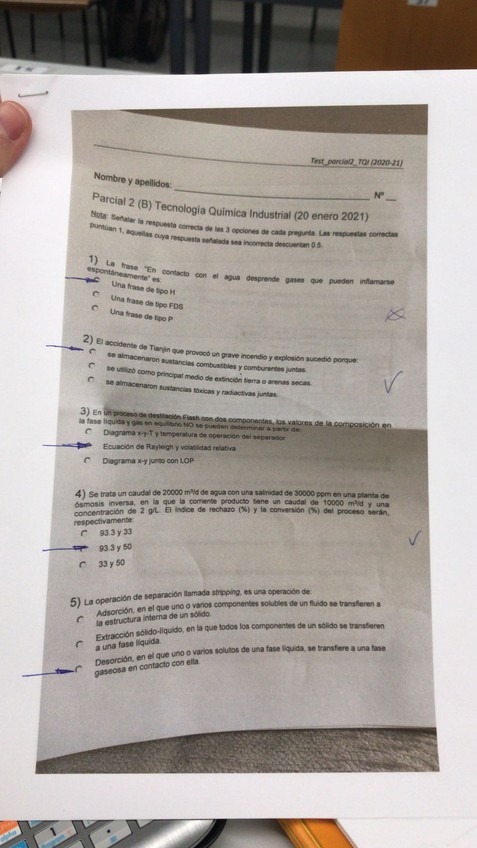 Test_parcial2_TQI (2020-21)
Nombre y apellidos: Nº
Parcial 2 (B) Tecnología Química Industrial (20 enero 2021)
Nota: Señalar la respuesta correcta de las 3 opciones de cada pregunta. Las respuestas correctas
puntúan 1, aquellas cuya respuesta señalada sea incorrecta descuentan 0.5.
1) La frase "En contacto con el agua desprende gases que pueden inflamarse
espontáneamente" es:
Una frase de tipo H
Una frase de tipo FDS
Una frase de tipo P
2) El accidente de Tianjin que provocó un grave incendio y explosión sucedió porque:
se almacenaron sustancias combustibles y comburentes juntas.
se utilizó como principal medio de extinción tierra o arenas secas.
se almacenaron sustancias tóxicas y radiactivas juntas.
3) En un proceso de destilación Flash con dos componentes, los valores de la composición en
la fase líquida y gas en equilibrio NO se pueden determinar a partir de:
Diagrama x-y-T y temperatura de operación del separador
Ecuación de Rayleigh y volatilidad relativa
Diagrama x-y junto con LOP
4) Se trata un caudal de 20000 m³/d de agua con una salinidad de 30000 ppm en una planta de
ósmosis inversa, en la que la corriente producto tiene un caudal de 10000 m³/d y una
concentración de 2 g/L. El índice de rechazo (%) y la conversión (%) del proceso serán,
respectivamente:
93.3 y 33
93.3 y 50
33 y 50
5) La operación de separación llamada stripping, es una operación de:
Adsorción, en el que uno o varios componentes solubles de un fluido se transfieren a
la estructura interna de un sólido.
Extracción sólido-líquido, en la que todos los componentes de un sólido se transfieren
a una fase líquida.
Desorción, en el que uno o varios solutos de una fase líquida, se transfiere a una fase
gaseosa en contacto con ella.